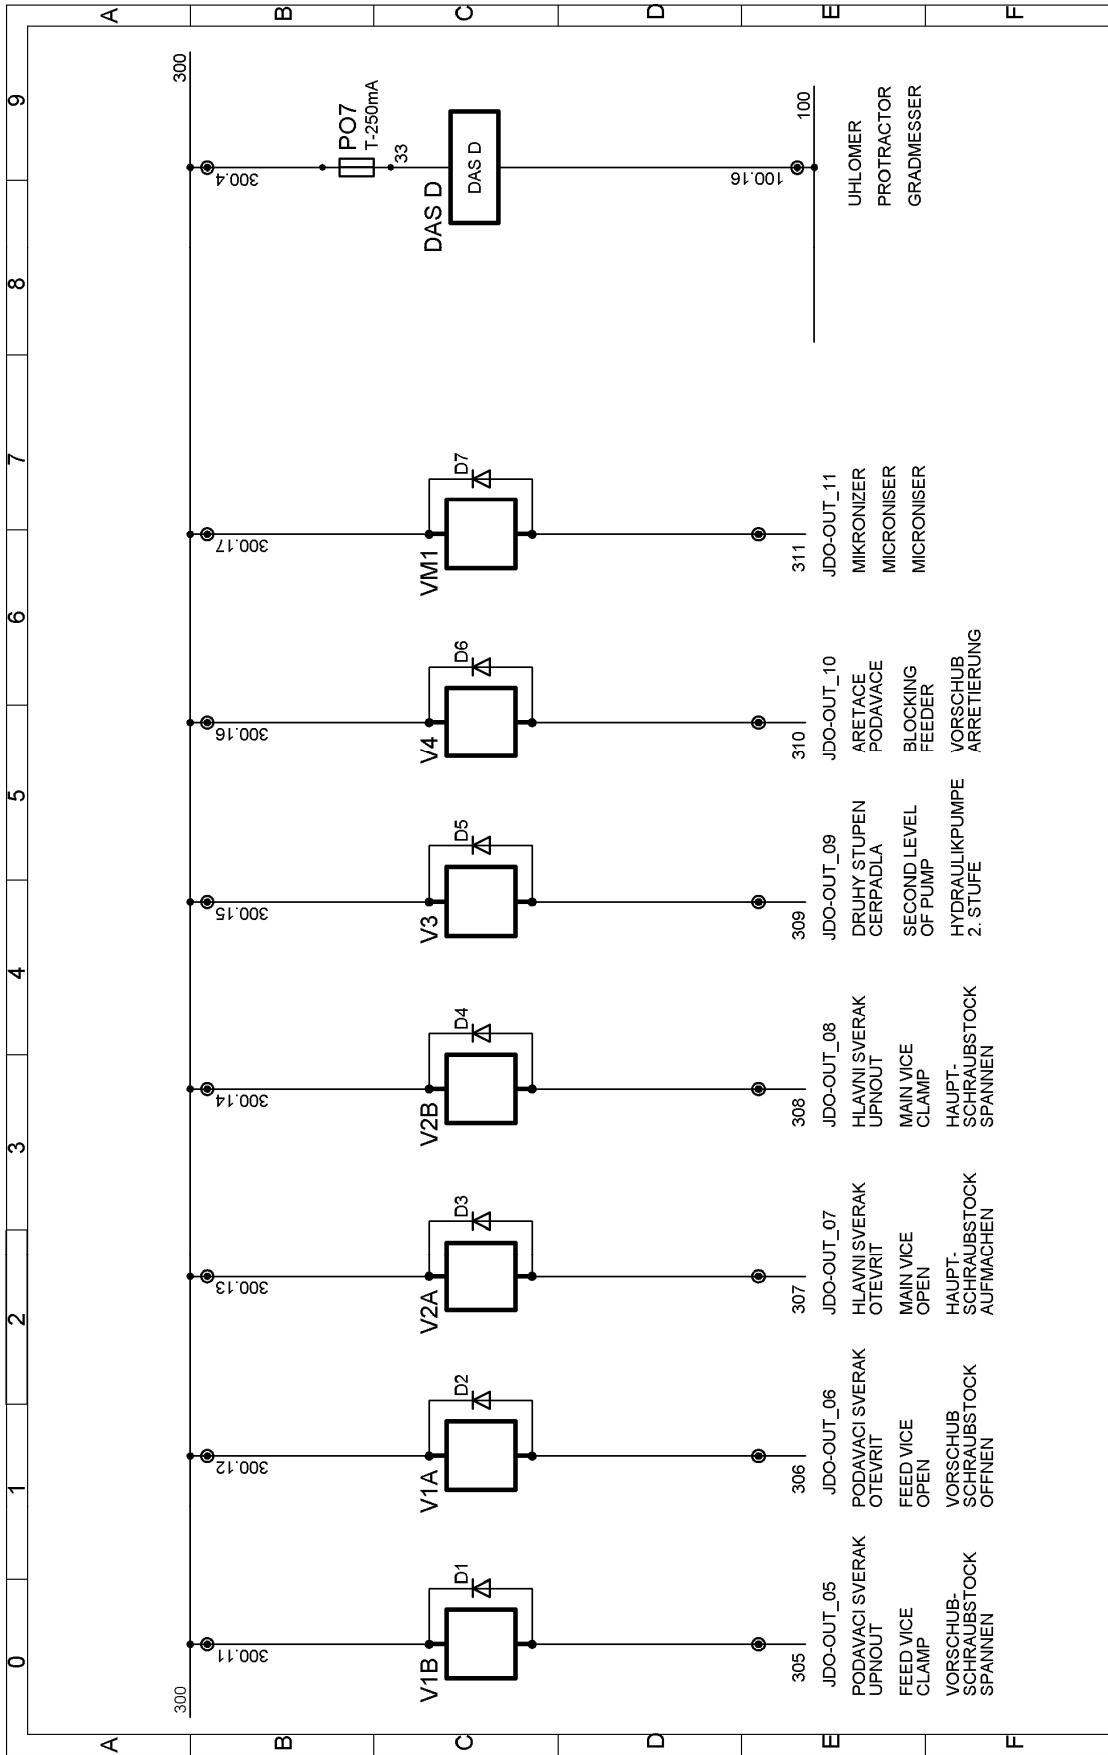 0 1 2 3 4 5 6 7 8 9
A
B
C
D
E
F
A
B
C
D
E
F
300
300
300.11
V1B
D1
305
JDO-OUT_05
PODAVACI SVERAK
UPNOUT
FEED VICE
CLAMP
VORSCHUB-
SCHRAUBSTOCK
SPANNEN
300.12
V1A
D2
306
JDO-OUT_06
PODAVACI SVERAK
OTEVRIT
FEED VICE
OPEN
VORSCHUB
SCHRAUBSTOCK
OFFNEN
300.13
V2A
D3
307
JDO-OUT_07
HLAVNI SVERAK
OTEVRIT
MAIN VICE
OPEN
HAUPT-
SCHRAUBSTOCK
AUFMACHEN
300.14
V2B
D4
308
JDO-OUT_08
HLAVNI SVERAK
UPNOUT
MAIN VICE
CLAMP
HAUPT-
SCHRAUBSTOCK
SPANNEN
300.15
V3
D5
309
JDO-OUT_09
DRUHY STUPEN
CERPADLA
SECOND LEVEL
OF PUMP
HYDRAULIKPUMPE
2. STUFE
300.16
V4
D6
310
JDO-OUT_10
ARETACE
PODAVACE
BLOCKING
FEEDER
VORSCHUB
ARRETIERUNG
300.17
VM1
D7
311
JDO-OUT_11
MIKRONIZER
MICRONISER
MICRONISER
300.4
PO7
T-250mA
33
DAS D
DAS D
100.16
100
UHLOMER
PROTRACTOR
GRADMESSER